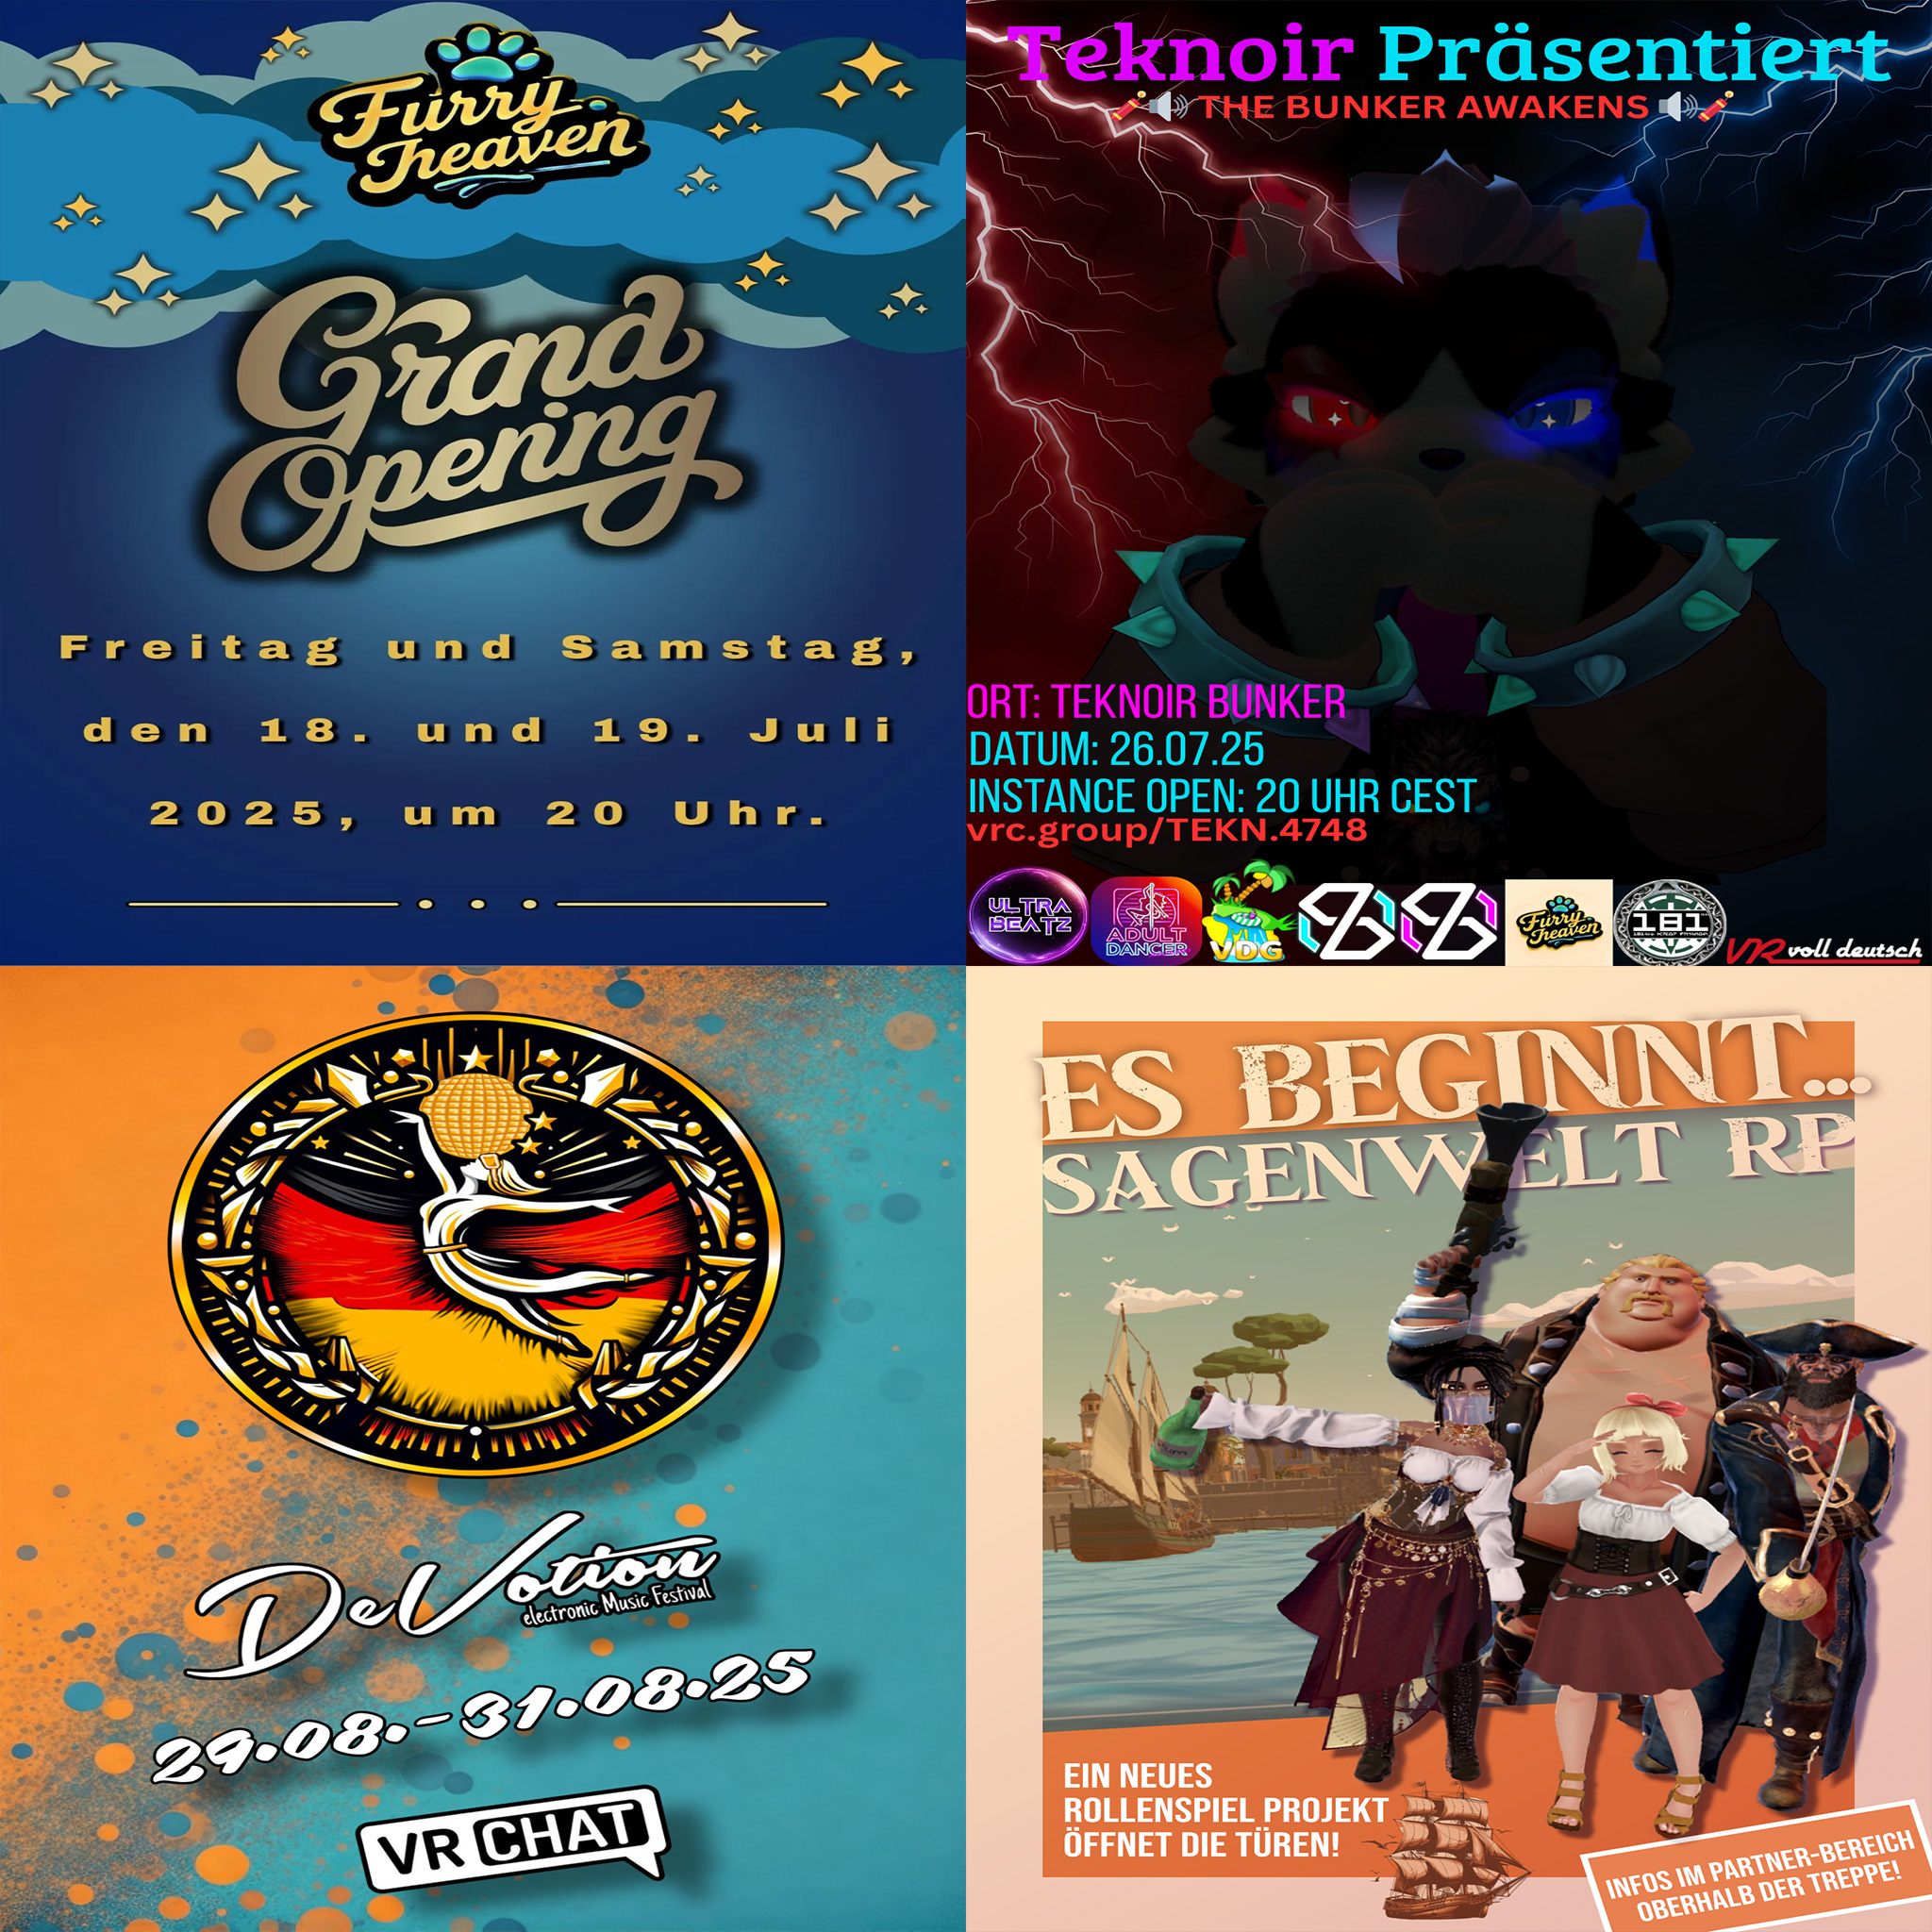 Furry
heaven
Grand
Opening
Freitag und Samstag,
den 18. und 19. Juli
2025, um 20 Uhr.
Teknoir Präsentiert
THE BUNKER AWAKENS
ORT: TEKNOIR BUNKER
DATUM: 26.07.25
INSTANCE OPEN: 20 UHR CEST
vrc.group/TEKN.4748
ULTRA
BEATZ
ADULT
DANCER
VDG
Furry
heaven
181
VR voll deutsch
DeVotion
electronic Music Festival
29.08.-31.08.25
VRCHAT
ES BEGINNT...
SAGENWELT RP
EIN NEUES
ROLLENSPIEL PROJEKT
ÖFFNET DIE TÜREN!
INFOS IM PARTNER-BEREICH
OBERHALB DER TREPPE!